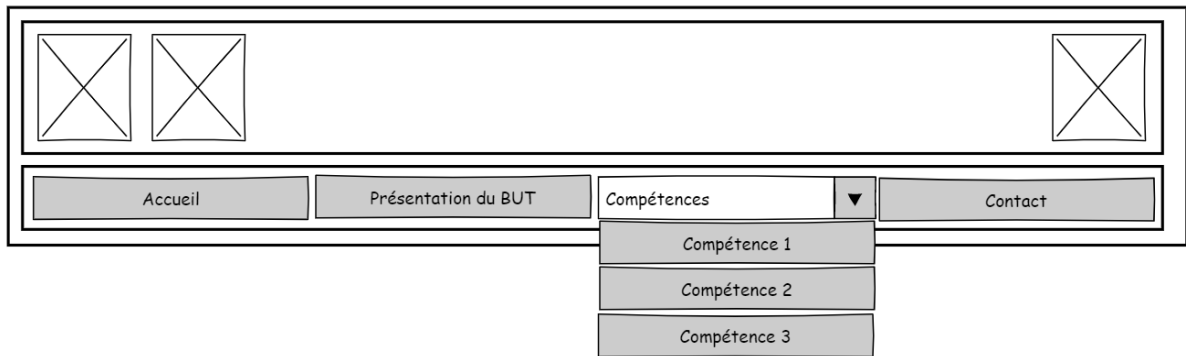 Accueil
Présentation du BUT
Compétences
Contact
Compétence 1
Compétence 2
Compétence 3